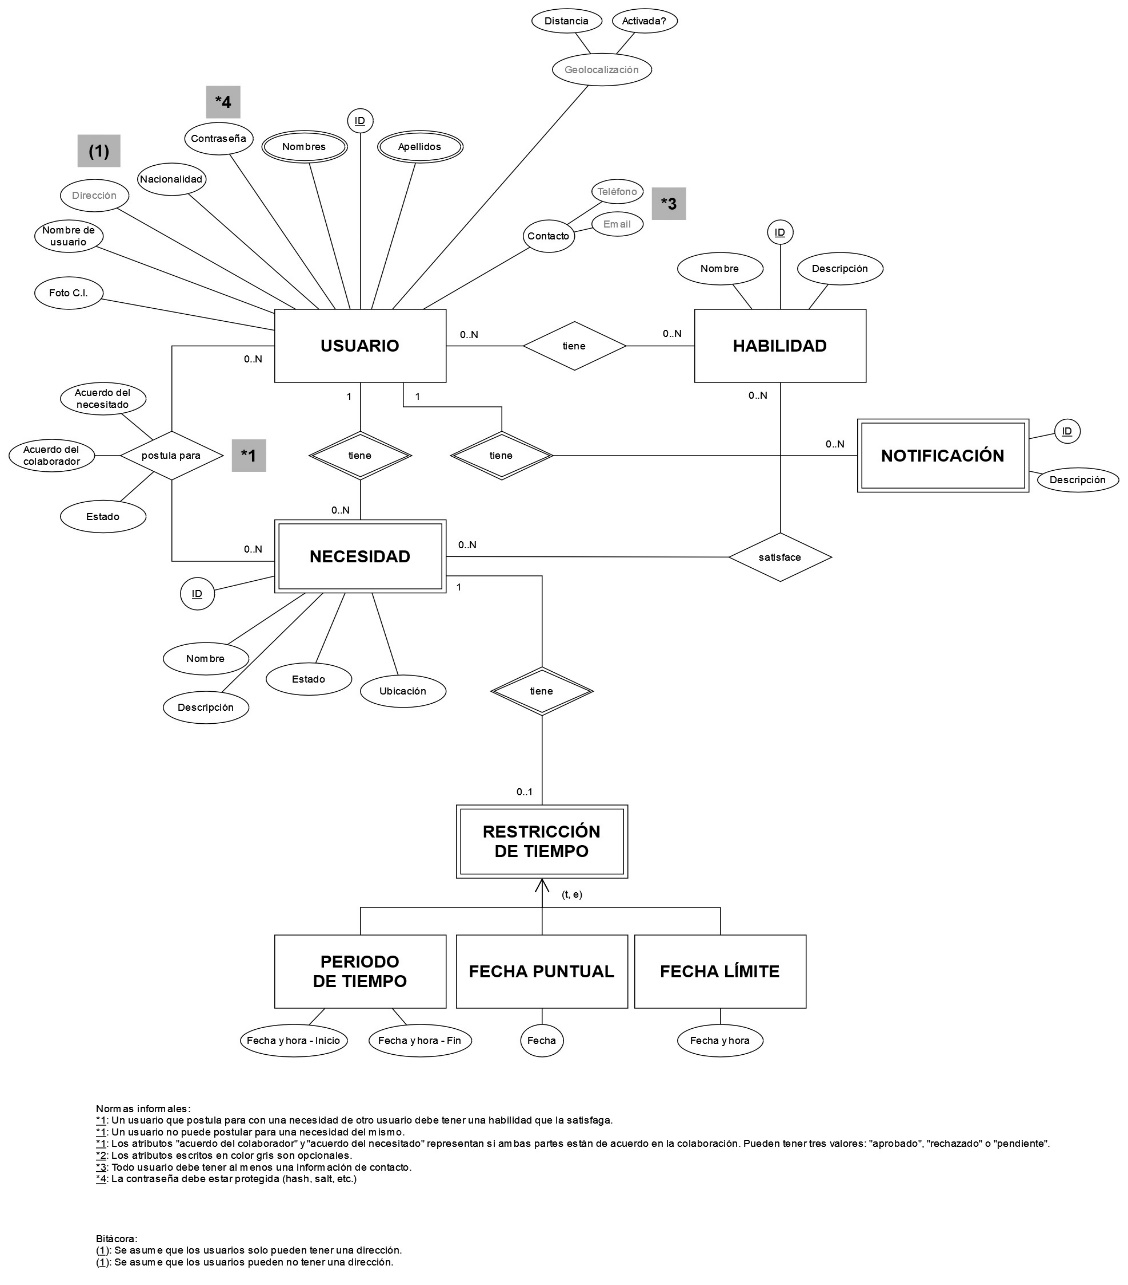 Distancia
Activada?
Geolocalización
*4
ID
Contraseña
Nombres
Apellidos
(1)
Nacionalidad
Dirección
Teléfono
*3
Email
Contacto
Nombre de
usuario
ID
Nombre
Descripción
Foto C.I.
USUARIO
0..N
tiene
0..N
HABILIDAD
0..N
1
1
0..N
Acuerdo del
necesitado
Acuerdo del
colaborador
postula para
*1
tiene
tiene
0..N
NOTIFICACIÓN
ID
Descripción
Estado
0..N
0..N
0..N
NECESIDAD
satisface
1
ID
Nombre
Estado
Ubicación
Descripción
tiene
0..1
RESTRICCIÓN
DE TIEMPO
(t, e)
PERIODO
DE TIEMPO
FECHA PUNTUAL
FECHA LÍMITE
Fecha y hora - Inicio
Fecha y hora - Fin
Fecha
Fecha y hora
Normas informales:
*1: Un usuario que postula para con una necesidad de otro usuario debe tener una habilidad que la satisfaga.
*1: Un usuario no puede postular para una necesidad del mismo.
*1: Los atributos "acuerdo del colaborador" y "acuerdo del necesitado" representan si ambas partes están de acuerdo en la colaboración. Pueden tener tres valores: "aprobado", "rechazado" o "pendiente".
*2: Los atributos escritos en color gris son opcionales.
*3: Todo usuario debe tener al menos una información de contacto.
*4: La contraseña debe estar protegida (hash, salt, etc.)
Bitácora:
(1): Se asume que los usuarios solo pueden tener una dirección.
(1): Se asume que los usuarios pueden no tener una dirección.